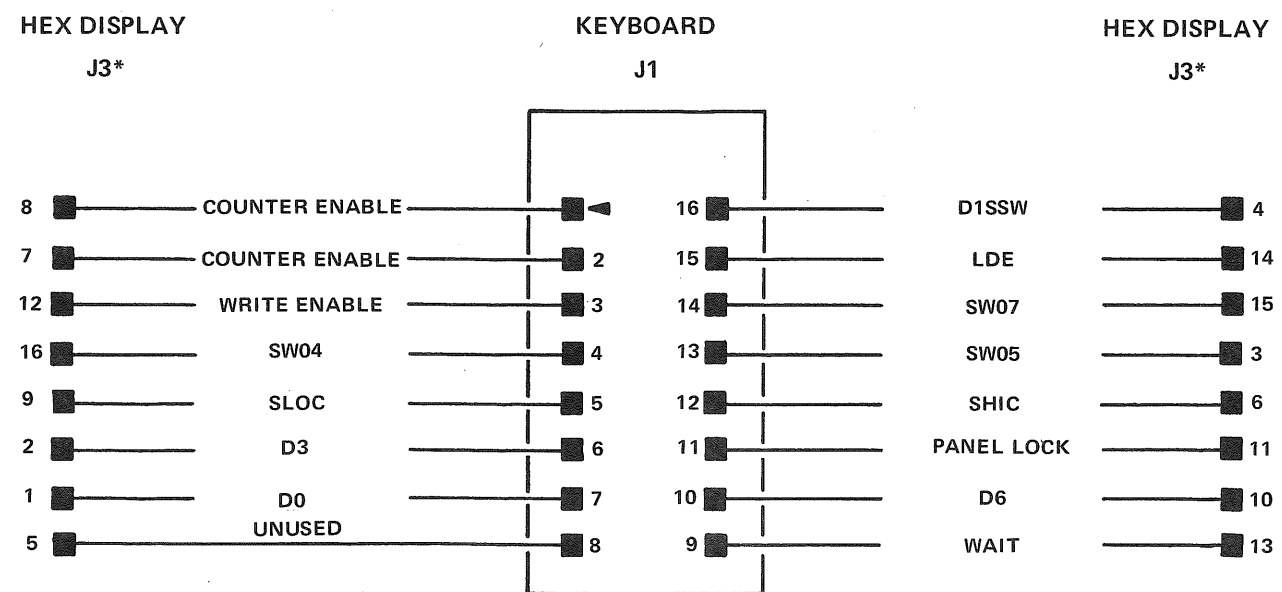 HEX DISPLAY KEYBOARD HEX DISPLAY
J3* J1 J3*
8 COUNTER ENABLE 16 D1SSW 4
7 COUNTER ENABLE 2 15 LDE 14
12 WRITE ENABLE 3 14 SW07 15
16 SW04 4 13 SW05 3
9 SLOC 5 12 SHIC 6
2 D3 6 11 PANEL LOCK 11
1 D0 7 10 D6 10
5 UNUSED 8 9 WAIT 13